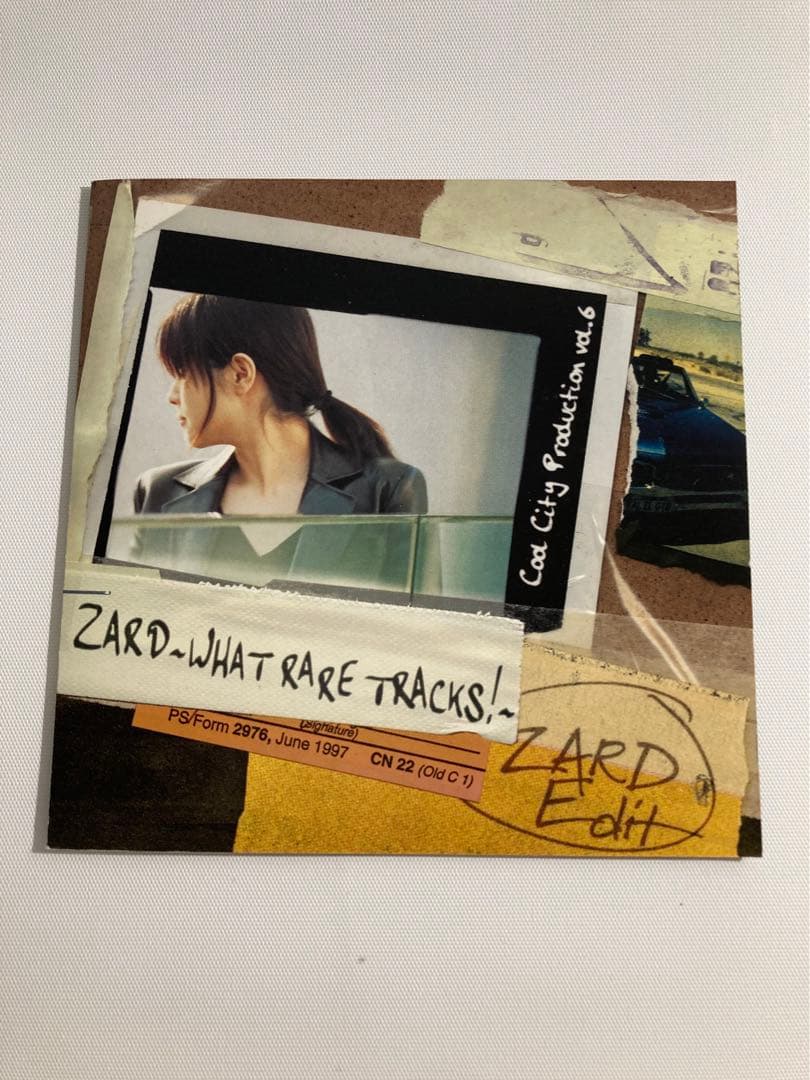 Cool City Production vol.6
ZARD~WHAT RARE TRACKS!~
(Signature)
PS/Form 2976, June 1997
CN 22 (Old C 1)
ZARD
Edit